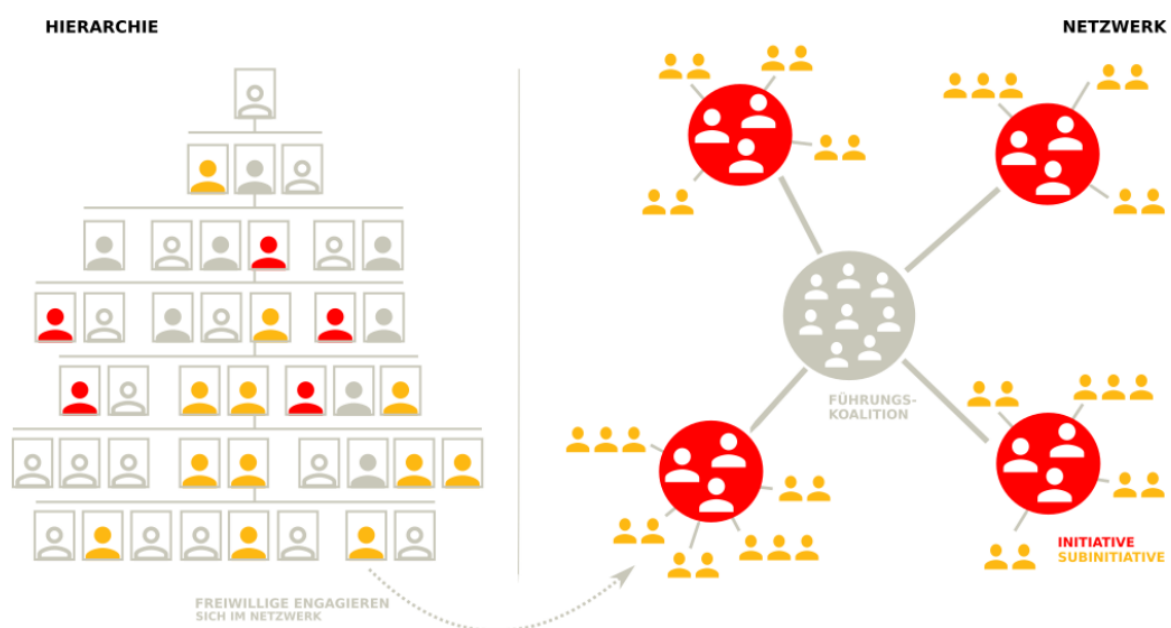 HIERARCHIE
NETZWERK
FÜHRUNGS-
KOALITION
INITIATIVE
SUBINITIATIVE
FREIWILLIGE ENGAGIEREN
SICH IM NETZWERK